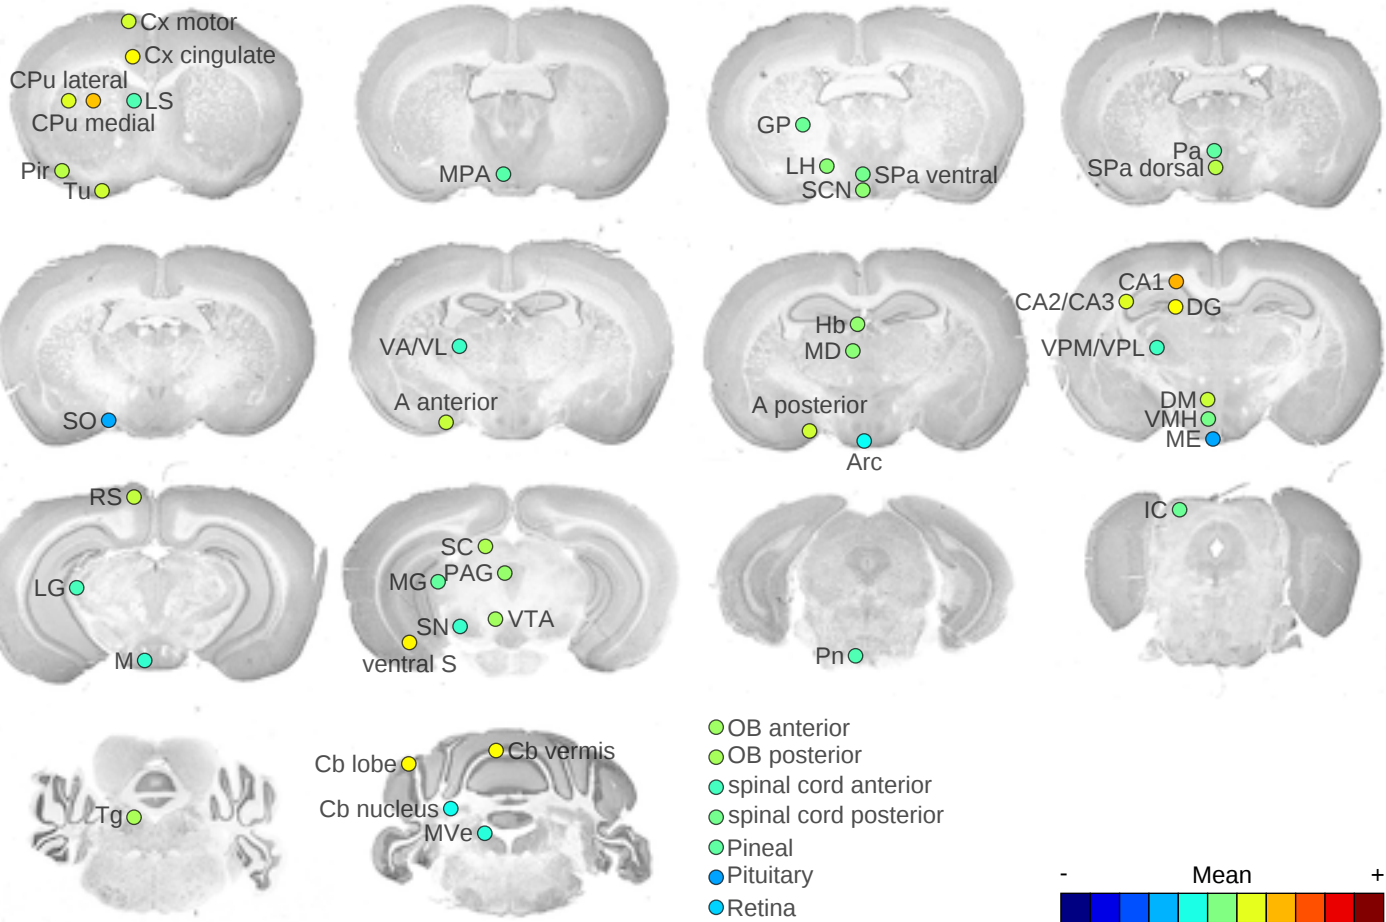 Cx motor
Cx cingulate
CPu lateral
LS
CPu medial
Pir
Tu
MPA
GP
LH
SPa ventral
SCN
Pa
SPa dorsal
SO
VA/VL
A anterior
Hb
MD
A posterior
Arc
CA1
CA2/CA3
DG
VPM/VPL
DM
VMH
ME
RS
LG
M
SC
PAG
MG
VTA
SN
ventral S
Pn
IC
Tg
Cb lobe
Cb vermis
Cb nucleus
MVe
OB anterior
OB posterior
spinal cord anterior
spinal cord posterior
Pineal
Pituitary
Retina
- Mean +